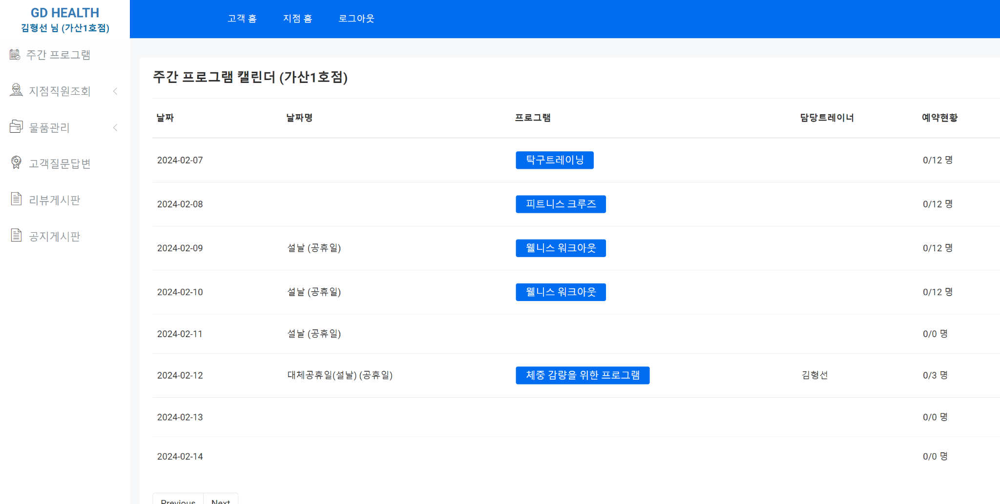 GD HEALTH
김형선 님 (가산1호점)
고객 홈 지점 홈 로그아웃
주간 프로그램
지점직원조회
물품관리
고객질문답변
리뷰게시판
공지게시판
주간 프로그램 캘린더 (가산1호점)
날짜 날짜명 프로그램 담당트레이너 예약현황
2024-02-07 탁구트레이닝 0/12 명
2024-02-08 피트니스 크루즈 0/12 명
2024-02-09 설날 (공휴일) 웰니스 워크아웃 0/12 명
2024-02-10 설날 (공휴일) 웰니스 워크아웃 0/12 명
2024-02-11 설날 (공휴일) 0/0 명
2024-02-12 대체공휴일(설날) (공휴일) 체중 감량을 위한 프로그램 김형선 0/3 명
2024-02-13 0/0 명
2024-02-14 0/0 명
Previous Next